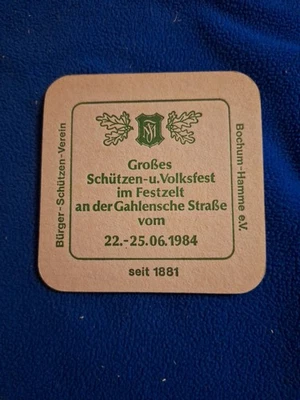 Bürger-Schützen-Verein
Bochum-Hamme e.V.
Großes
Schützen-u.Volksfest
im Festzelt
an der Gahlensche Straße
vom
22.-25.06.1984
seit 1881